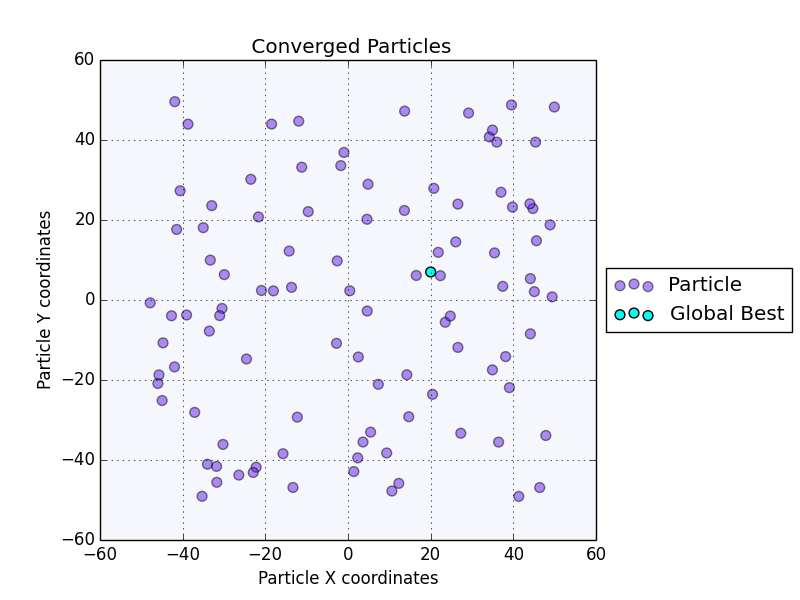 Converged Particles
60
40
20
0
−20
−40
−60
Particle Y coordinates
−60 −40 −20 0 20 40 60
Particle X coordinates
Particle
Global Best